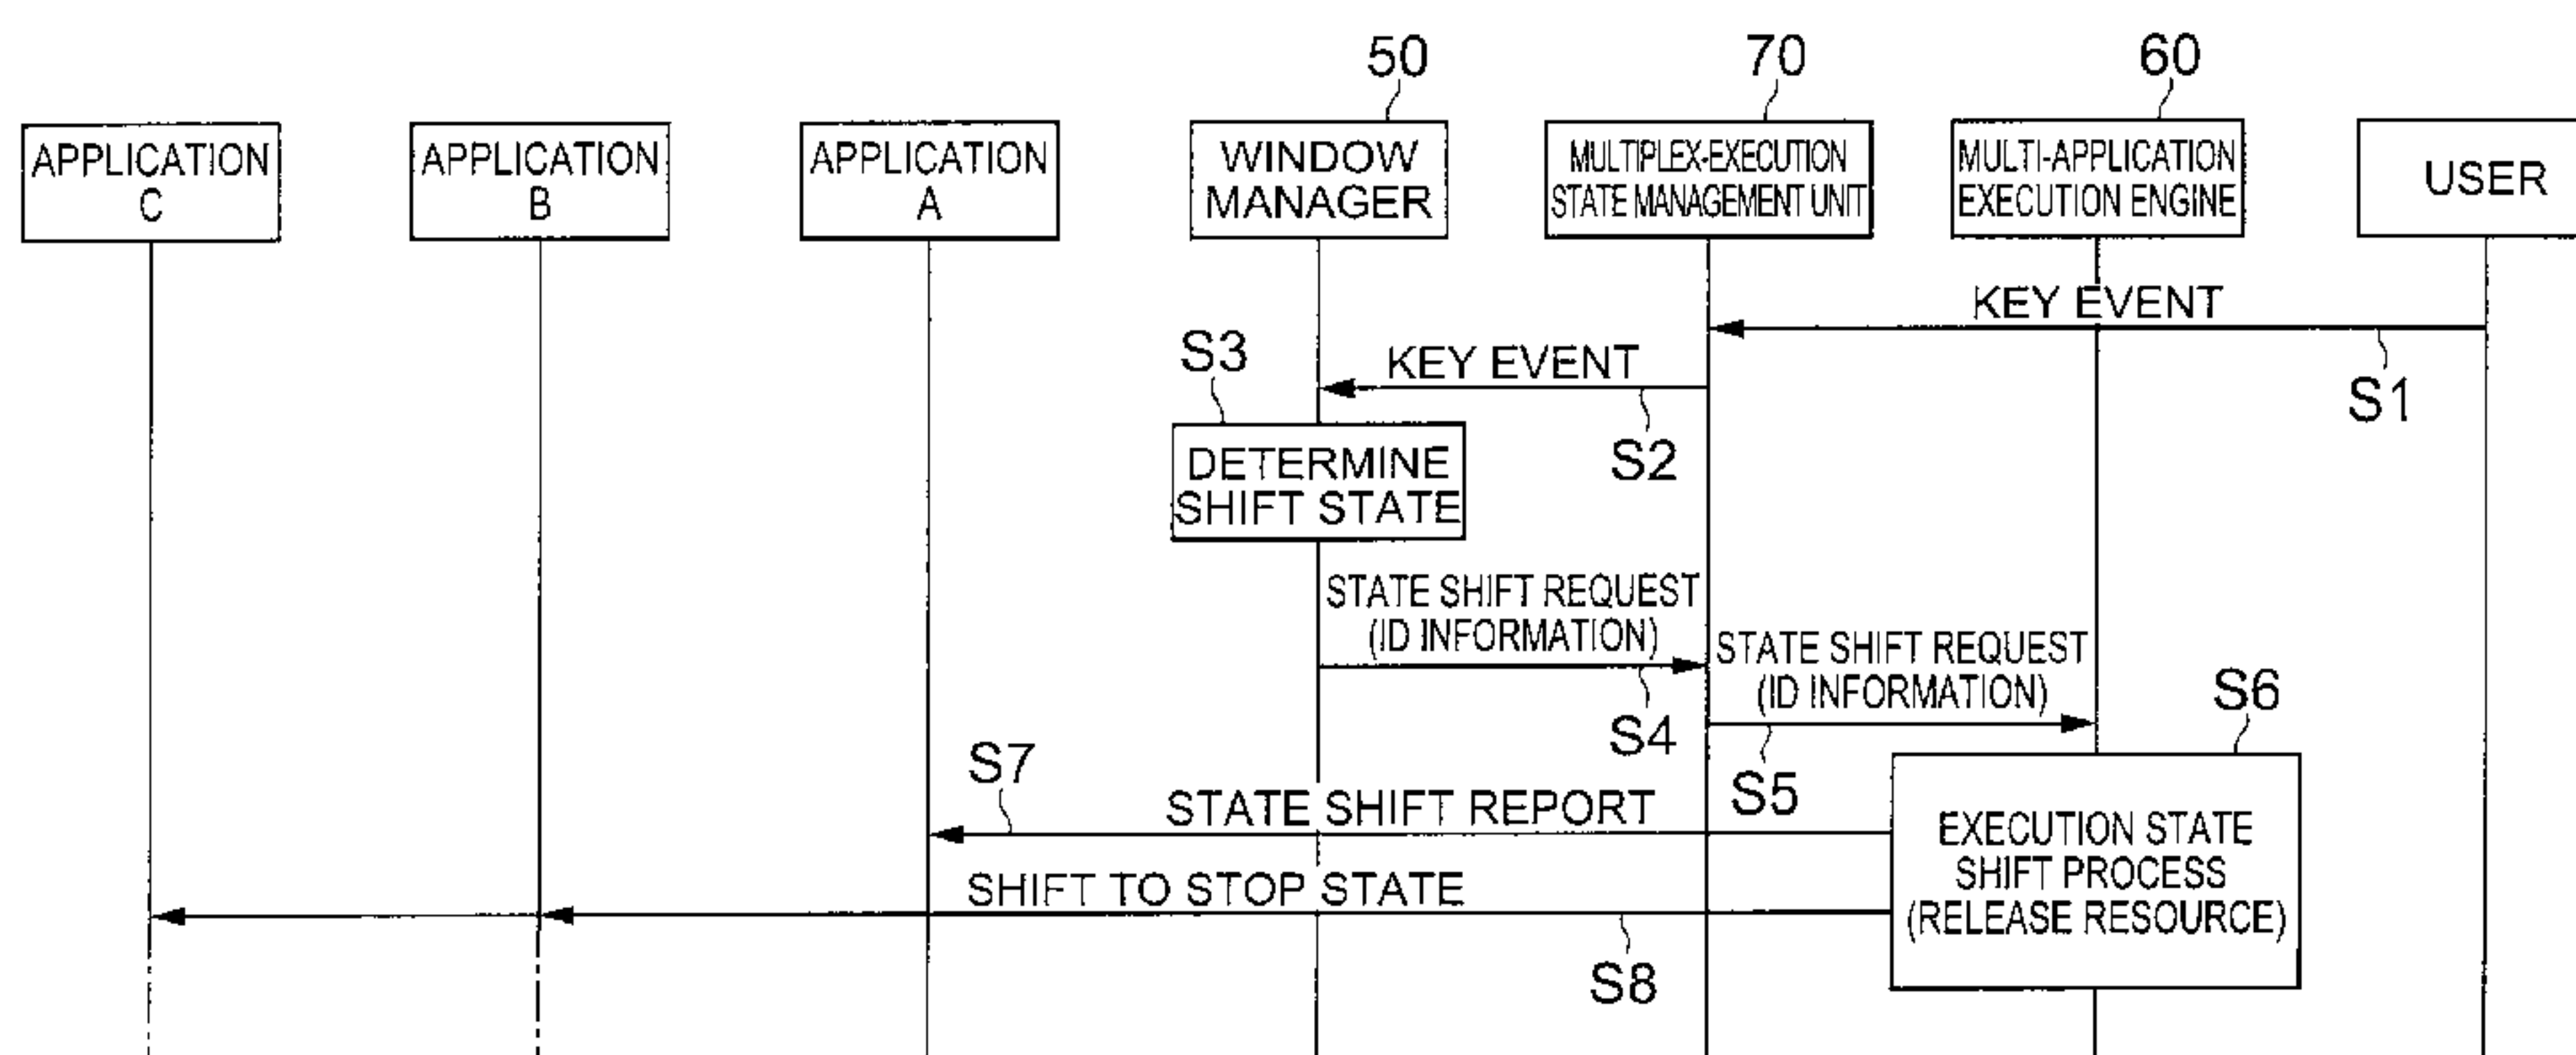 50
70
60
APPLICATION
C
APPLICATION
B
APPLICATION
A
WINDOW
MANAGER
MULTIPLEX-EXECUTION
STATE MANAGEMENT UNIT
MULTI-APPLICATION
EXECUTION ENGINE
USER
KEY EVENT
S1
KEY EVENT
S2
S3
DETERMINE
SHIFT STATE
STATE SHIFT REQUEST
(ID INFORMATION)
S4
STATE SHIFT REQUEST
(ID INFORMATION)
S5
S6
EXECUTION STATE
SHIFT PROCESS
(RELEASE RESOURCE)
S7
STATE SHIFT REPORT
SHIFT TO STOP STATE
S8